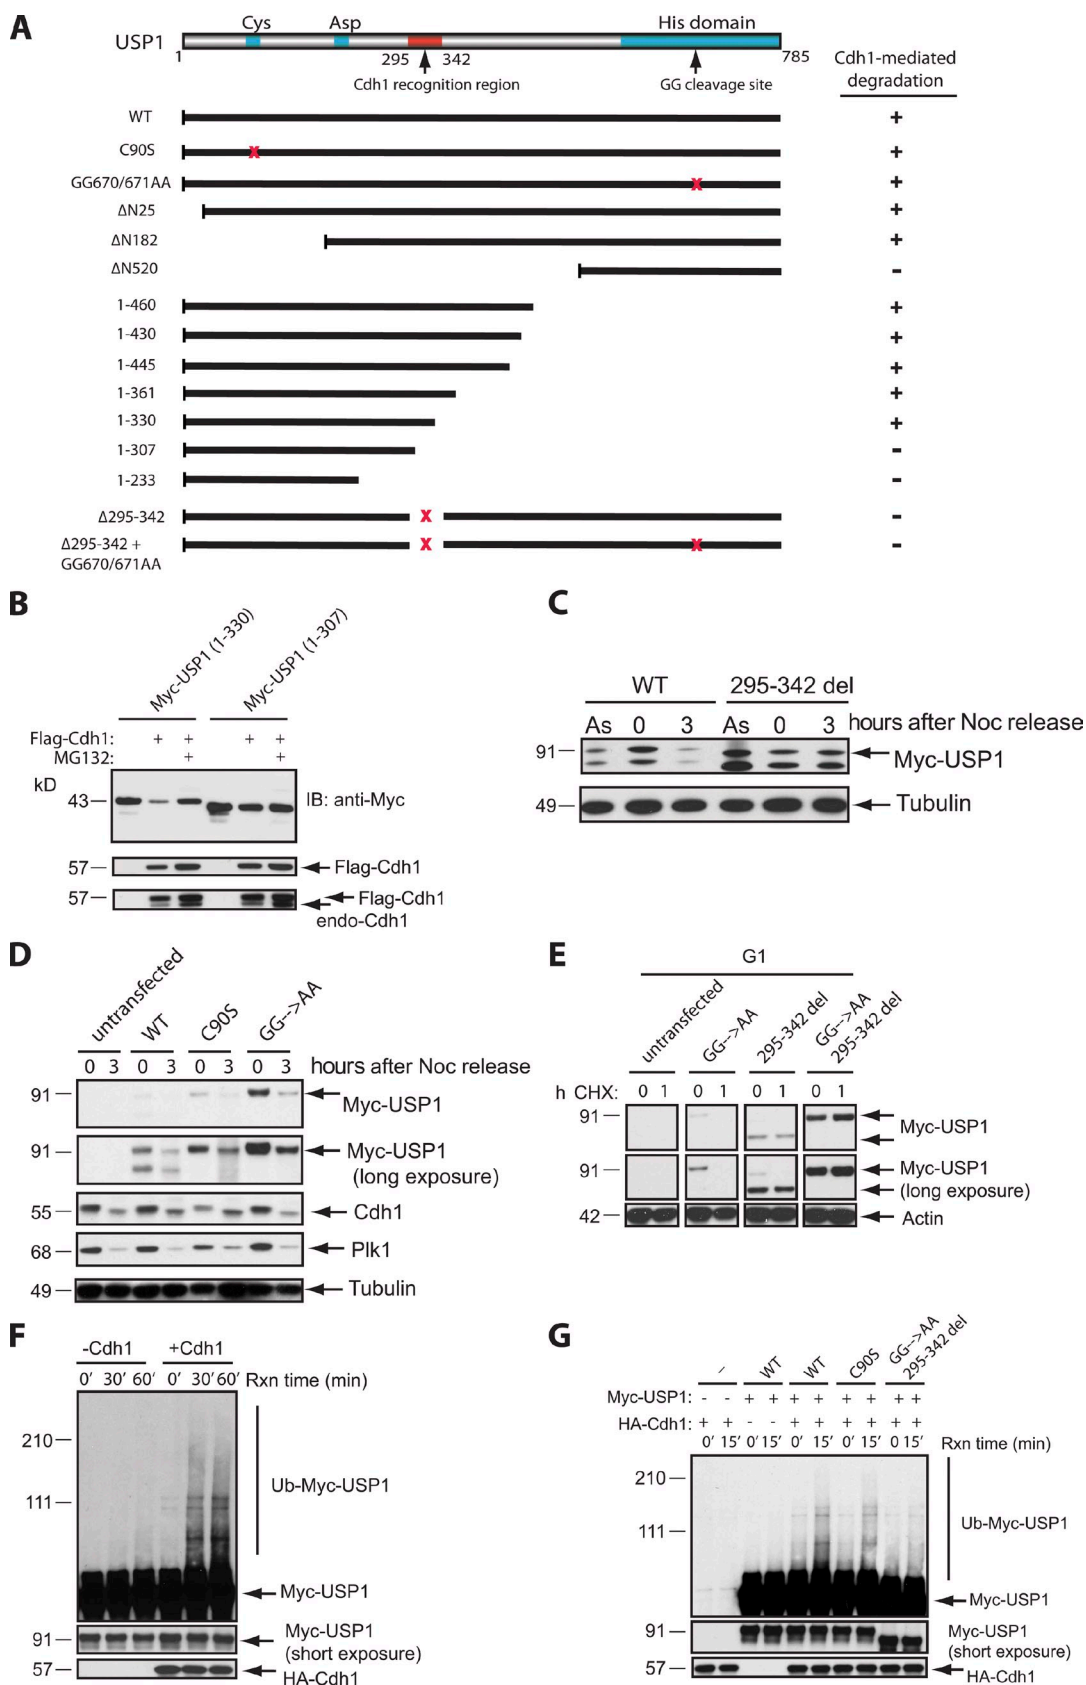 A
Cys Asp His domain
USP1
1 295 342 785
Cdh1 recognition region GG cleavage site
Cdh1-mediated
degradation
WT +
C90S X +
GG670/671AA X +
ΔN25 +
ΔN182 +
ΔN520 -
1-460 +
1-430 +
1-445 +
1-361 +
1-330 +
1-307 -
1-233 -
Δ295-342 X -
Δ295-342 + X X -
GG670/671AA
B
Myc-USP1 (1-330) Myc-USP1 (1-307)
Flag-Cdh1: + + + +
MG132: + +
kD
43 IB: anti-Myc
57 Flag-Cdh1
57 Flag-Cdh1
endo-Cdh1
C
WT 295-342 del
As 0 3 As 0 3 hours after Noc release
91 Myc-USP1
49 Tubulin
D
untransfected WT C90S GG-->AA
0 3 0 3 0 3 0 3 hours after Noc release
91 Myc-USP1
91 Myc-USP1
(long exposure)
55 Cdh1
68 Plk1
49 Tubulin
E
G1
untransfected GG-->AA 295-342 del GG-->AA
295-342 del
h CHX: 0 1 0 1 0 1 0 1
91 Myc-USP1
91 Myc-USP1
(long exposure)
42 Actin
F
-Cdh1 +Cdh1
0' 30' 60' 0' 30' 60' Rxn time (min)
210
Ub-Myc-USP1
111
Myc-USP1
91 Myc-USP1
(short exposure)
57 HA-Cdh1
G
- WT WT C90S GG-->AA
295-342 del
Myc-USP1: - - + + + + + + + +
HA-Cdh1: + + - - + + + + + +
0' 15' 0' 15' 0' 15' 0' 15' 0 15' Rxn time (min)
210
111 Ub-Myc-USP1
Myc-USP1
91 Myc-USP1
(short exposure)
57 HA-Cdh1